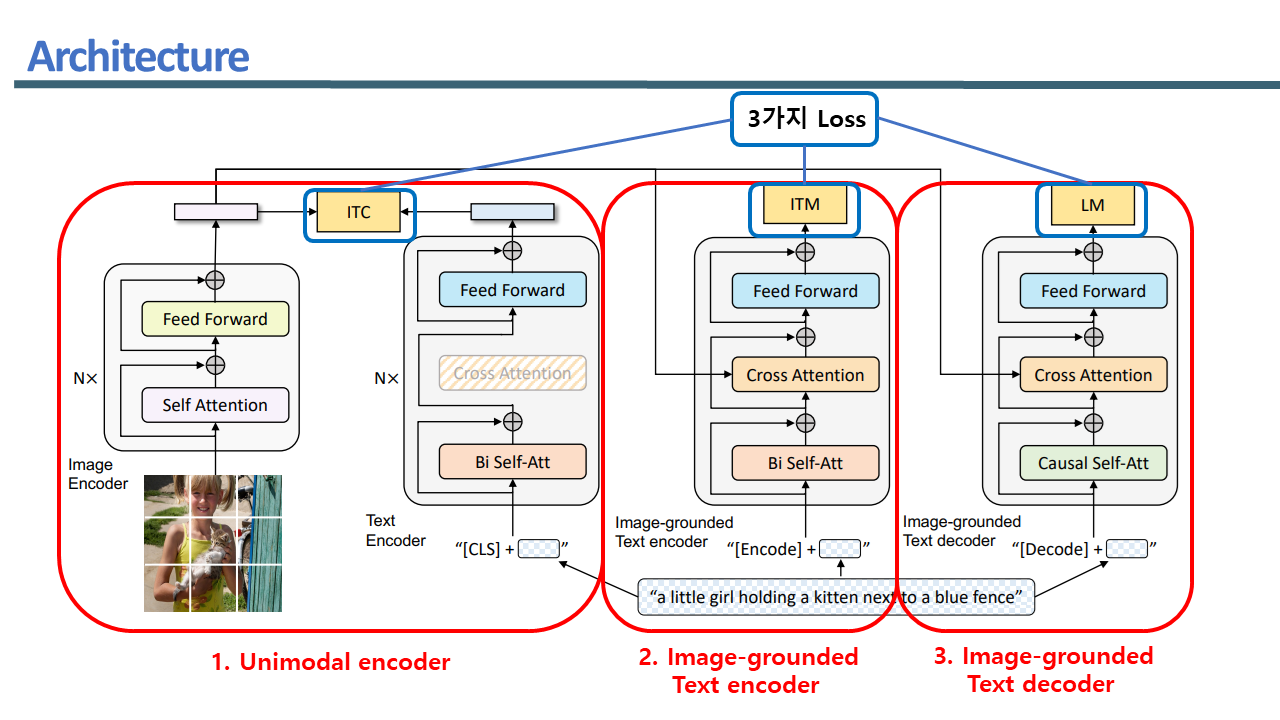 Architecture
3가지 Loss
ITC
ITM
LM
Feed Forward
Self Attention
N×
Image
Encoder
Feed Forward
Cross Attention
Bi Self-Att
N×
Text
Encoder
“[CLS] + ”
Feed Forward
Cross Attention
Bi Self-Att
Image-grounded
Text encoder
“[Encode] + ”
Feed Forward
Cross Attention
Causal Self-Att
Image-grounded
Text decoder
“[Decode] + ”
“a little girl holding a kitten next to a blue fence”
1. Unimodal encoder
2. Image-grounded
Text encoder
3. Image-grounded
Text decoder